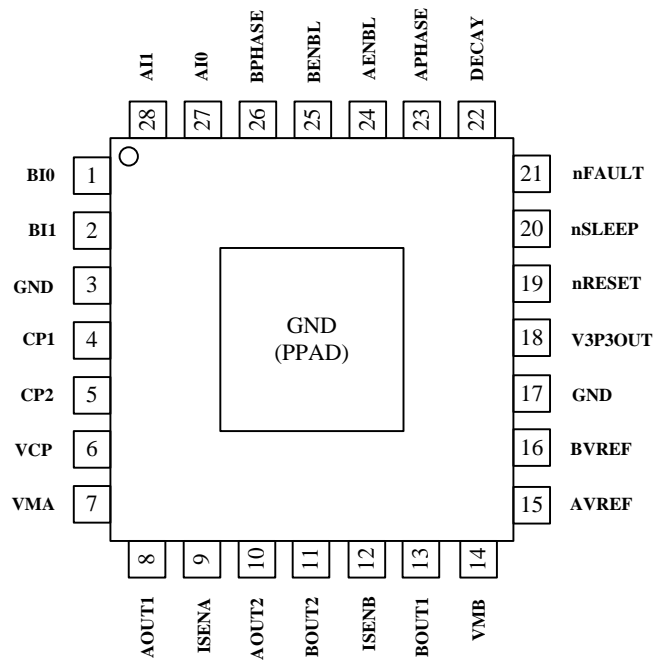 AI1
AI0
BPHASE
BENBL
AENBL
APHASE
DECAY
28
27
26
25
24
23
22
BI0 1
BI1 2
GND 3
CP1 4
CP2 5
VCP 6
VMA 7
GND
(PPAD)
21 nFAULT
20 nSLEEP
19 nRESET
18 V3P3OUT
17 GND
16 BVREF
15 AVREF
8
9
10
11
12
13
14
AOUT1
ISENA
AOUT2
BOUT2
ISENB
BOUT1
VMB